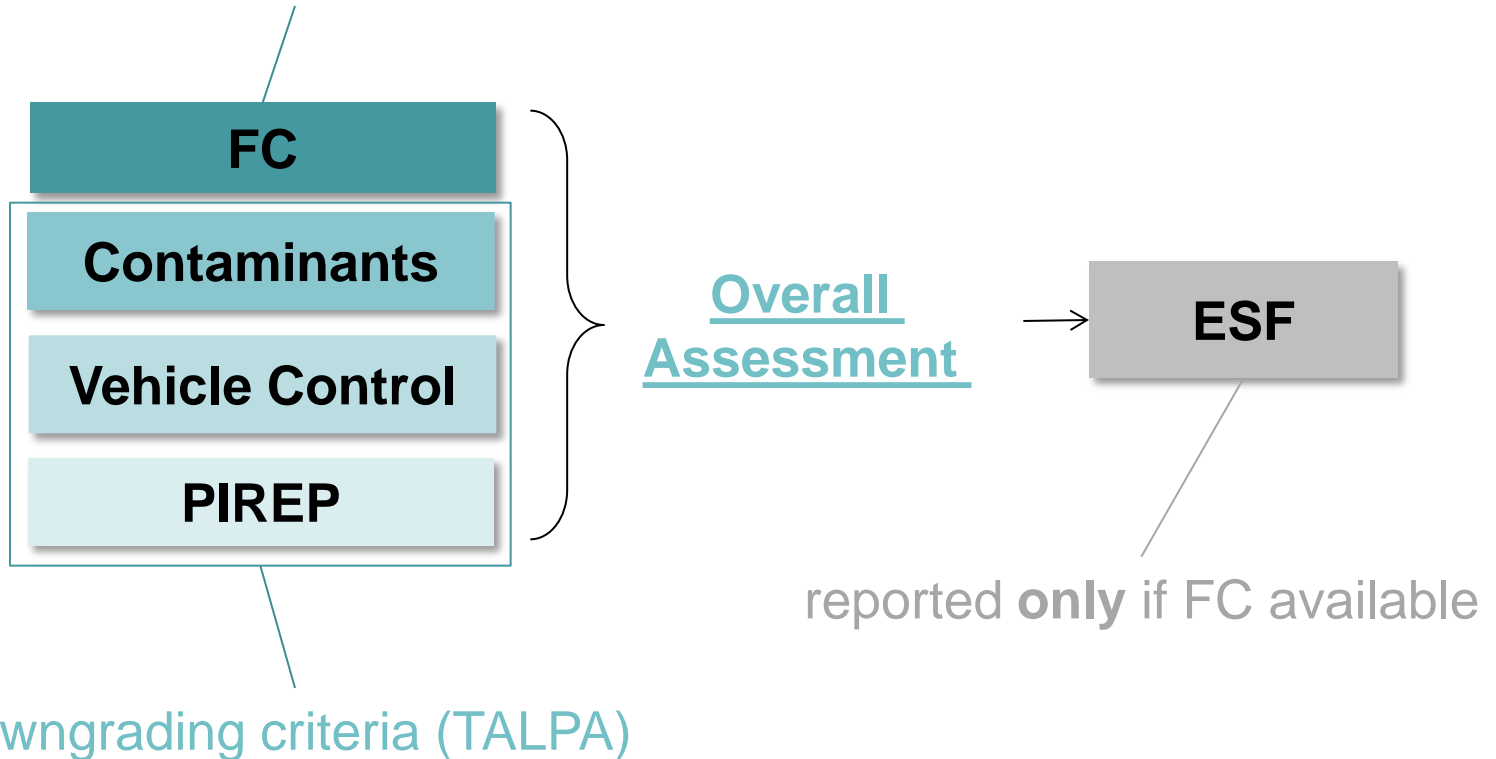 FC
Contaminants
Vehicle Control
PIREP
Overall
Assessment
ESF
reported only if FC available
wngrading criteria (TALPA)